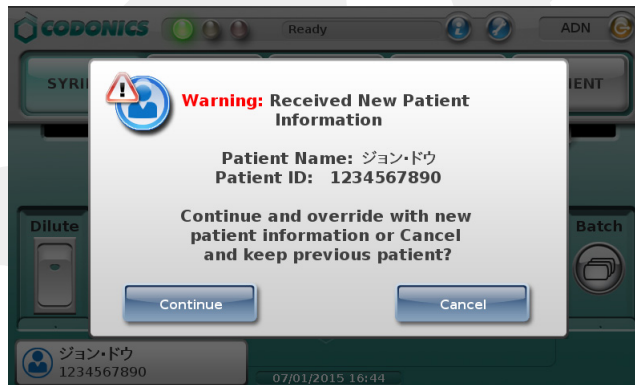 CODONICS
Ready
ADN
SYRI
IENT
Warning: Received New Patient
Information
Patient Name: ジョン・ドウ
Patient ID: 1234567890
Continue and override with new
patient information or Cancel
and keep previous patient?
Dilute
Batch
Continue
Cancel
ジョン・ドウ
1234567890
07/01/2015 16:44